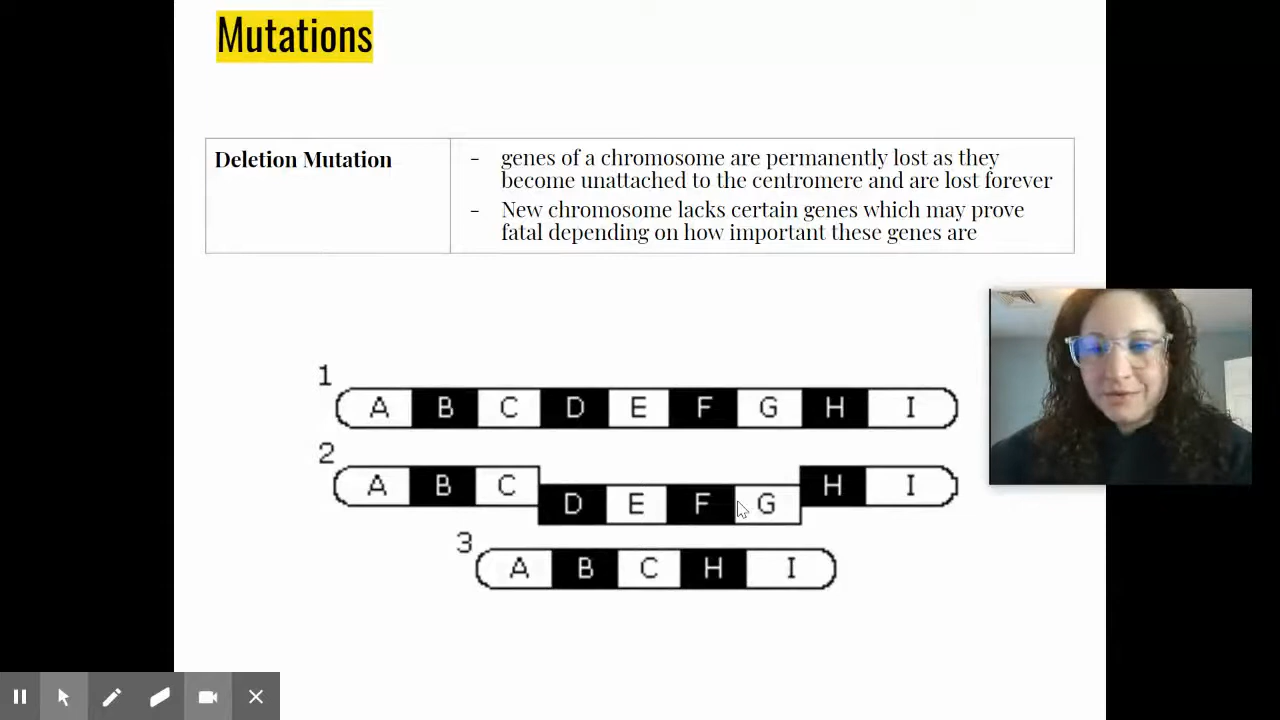 Mutations
Deletion Mutation
- genes of a chromosome are permanently lost as they
become unattached to the centromere and are lost forever
- New chromosome lacks certain genes which may prove
fatal depending on how important these genes are
1
A B C D E F G H I
2
A B C D E F G H I
3
A B C H I